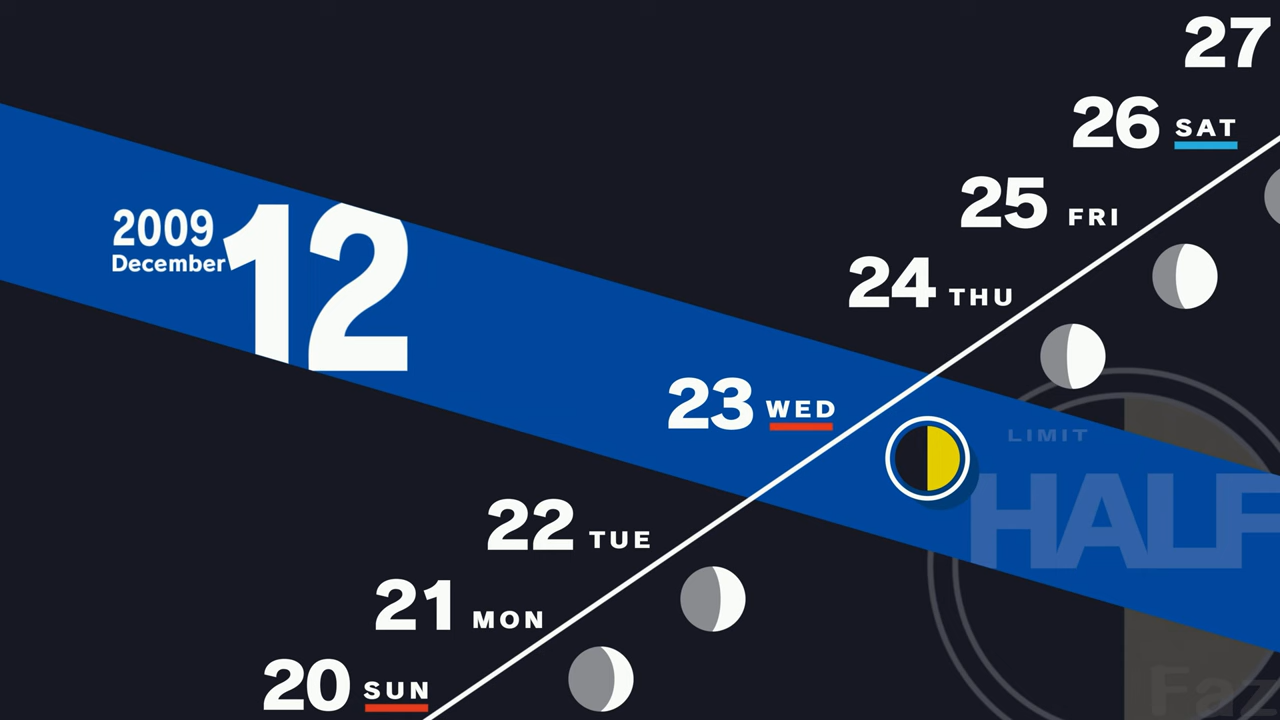 27
26 SAT
25 FRI
24 THU
2009
December
12
23 WED
LIMIT
HALF
22 TUE
21 MON
20 SUN
Faz